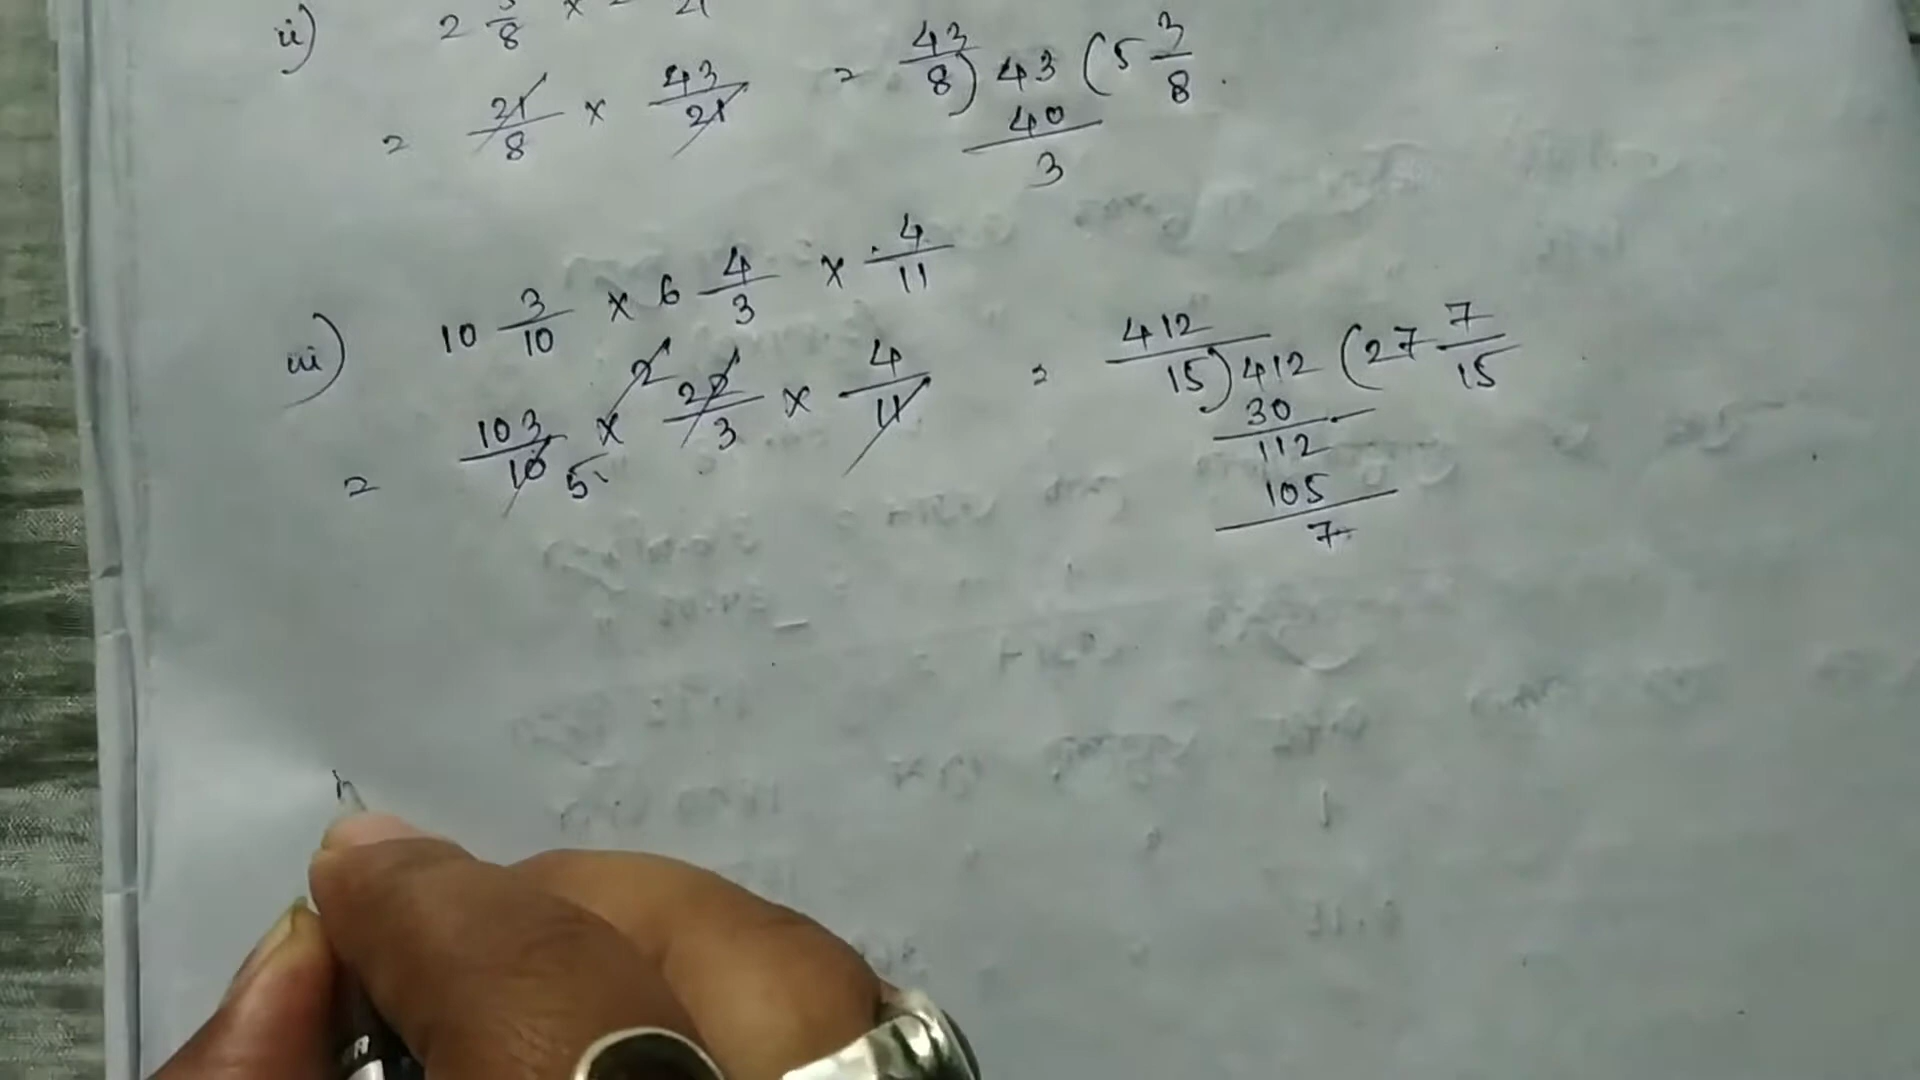 ii) 2 5/8 × 2 1/21
= 21/8 × 43/21 = 43/8
8)43(5 3/8.
40
3
iii) 10 3/10 × 6 4/3 × 4/11
2
= 103/10 × 22/3 × 4/11 = 412/15
5
15)412(27 7/15
30
112
105
7